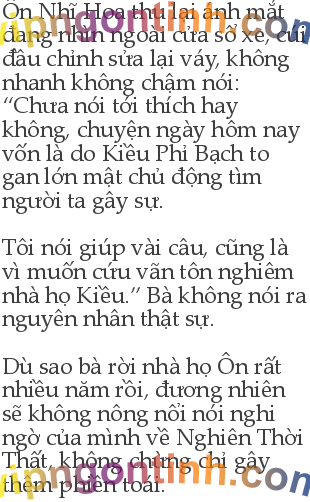 Ôn Nhĩ Hoa thu lại ánh mắt
đang nhìn ngoài cửa sổ xe, cúi
đầu chỉnh sửa lại váy, không
nhanh không chậm nói:
“Chưa nói tới thích hay
không, chuyện ngày hôm nay
vốn là do Kiều Phi Bạch to
gan lớn mật chủ động tìm
người ta gây sự.
Tôi nói giúp vài câu, cũng là
vì muốn cứu vãn tôn nghiêm
nhà họ Kiều.” Bà không nói ra
nguyên nhân thật sự.
Dù sao bà rời nhà họ Ôn rất
nhiều năm rồi, đương nhiên
sẽ không nông nổi nói nghi
ngờ của mình về Nghiên Thời
Thất, không chừng chỉ gây
thêm phiền toái.
vipngontinh.com
vipngontinh.com